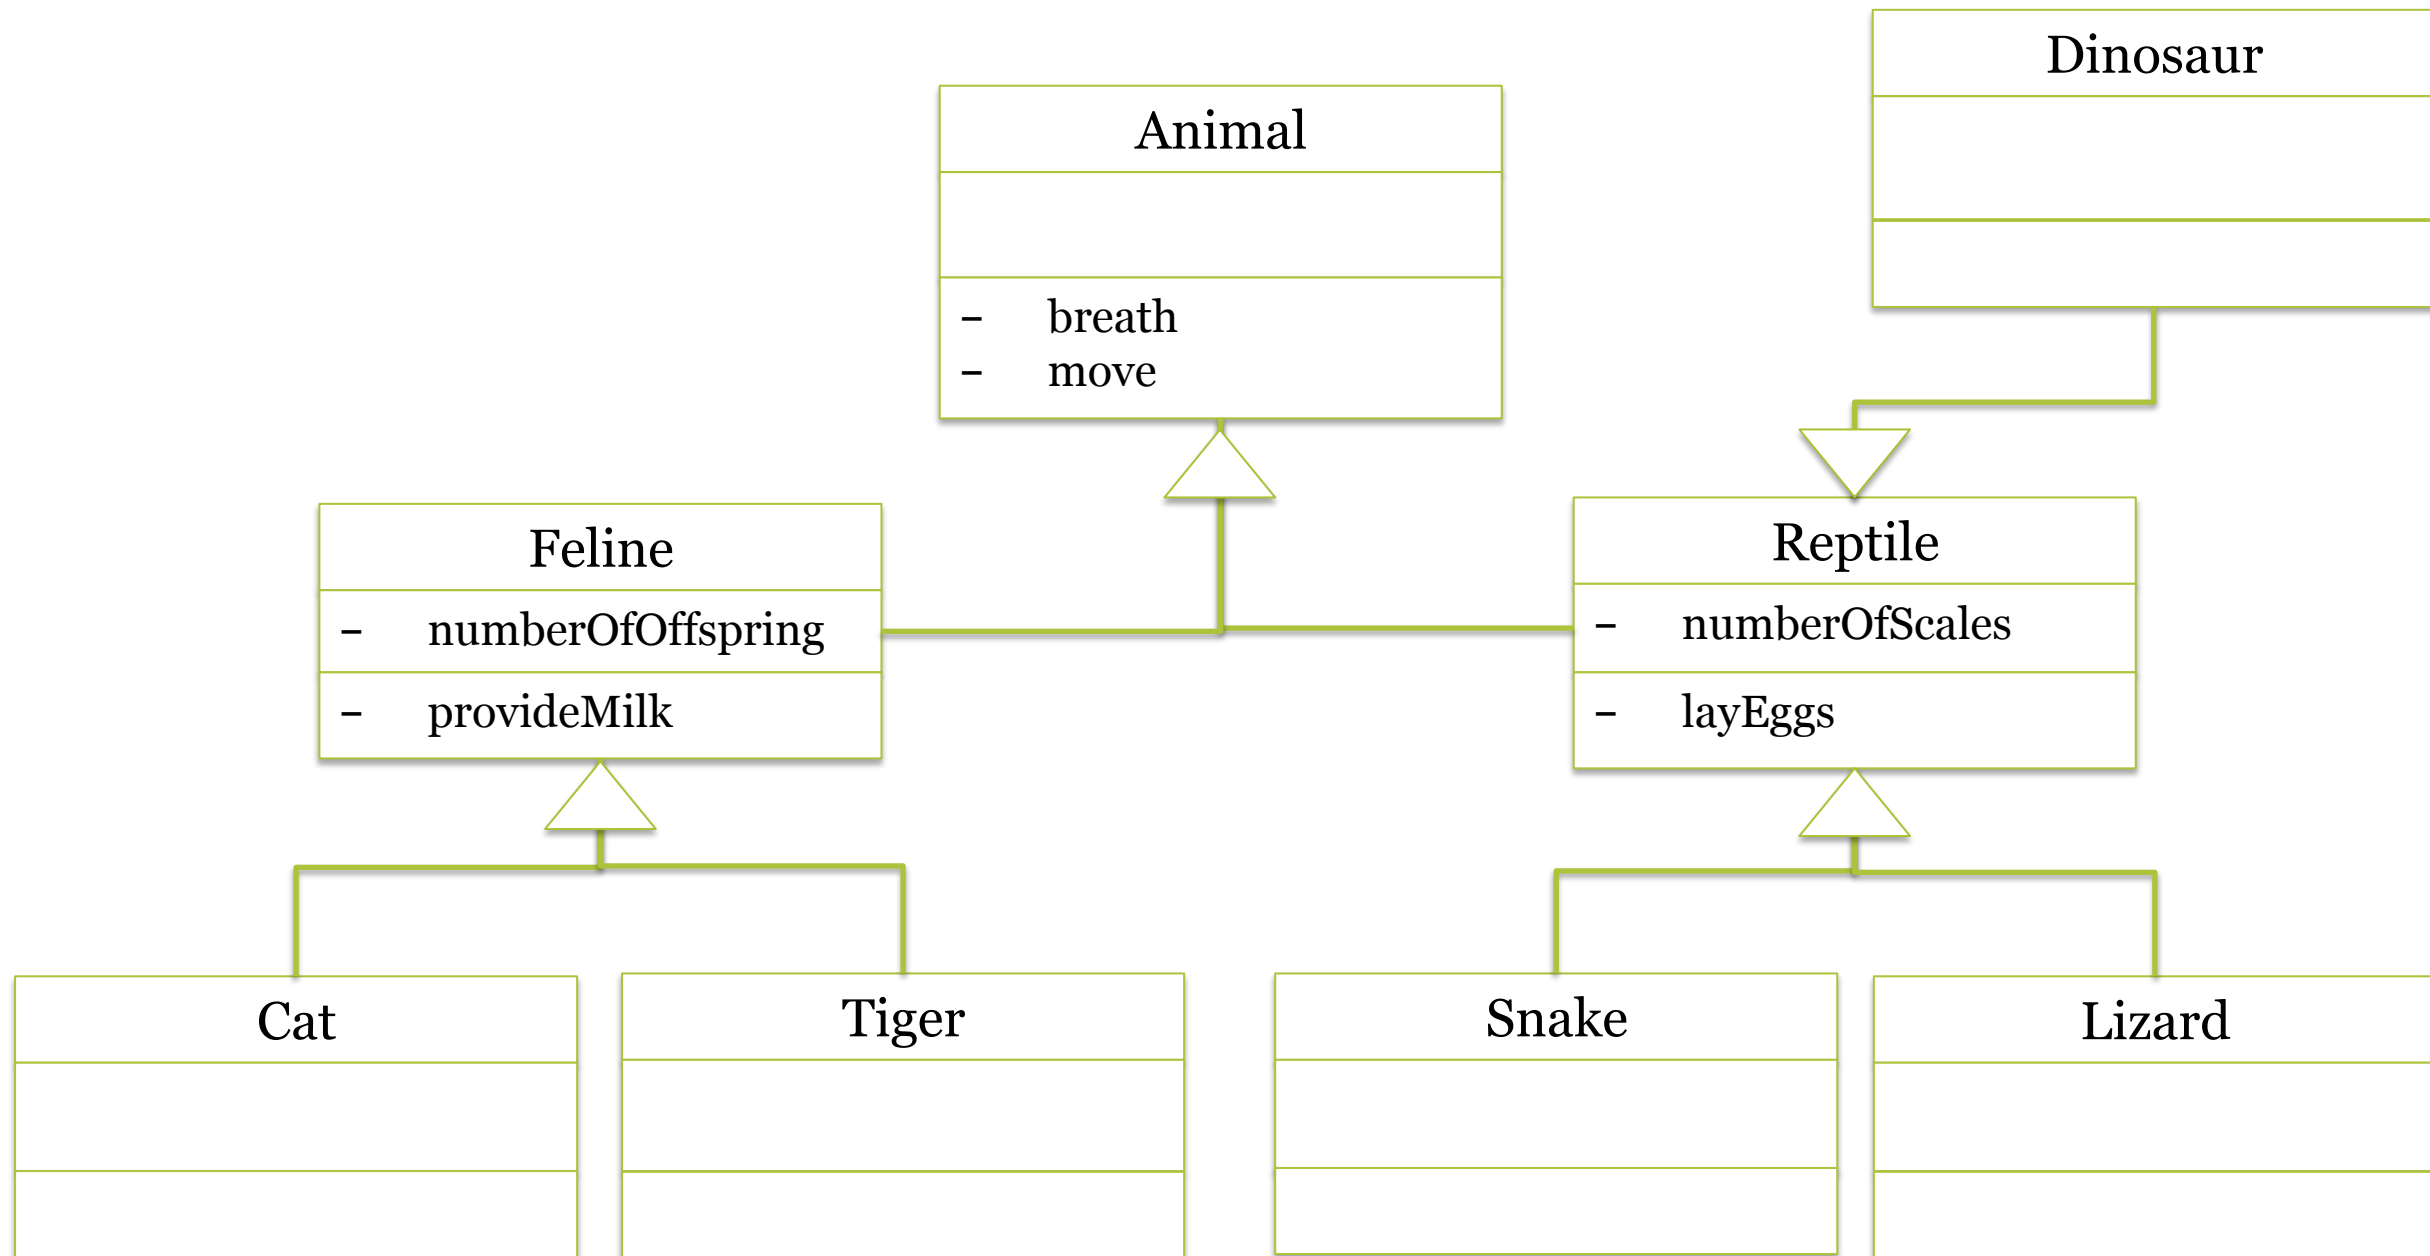 Dinosaur
Animal
– breath
– move
Feline
– numberOfOffspring
– provideMilk
Reptile
– numberOfScales
– layEggs
Cat
Tiger
Snake
Lizard